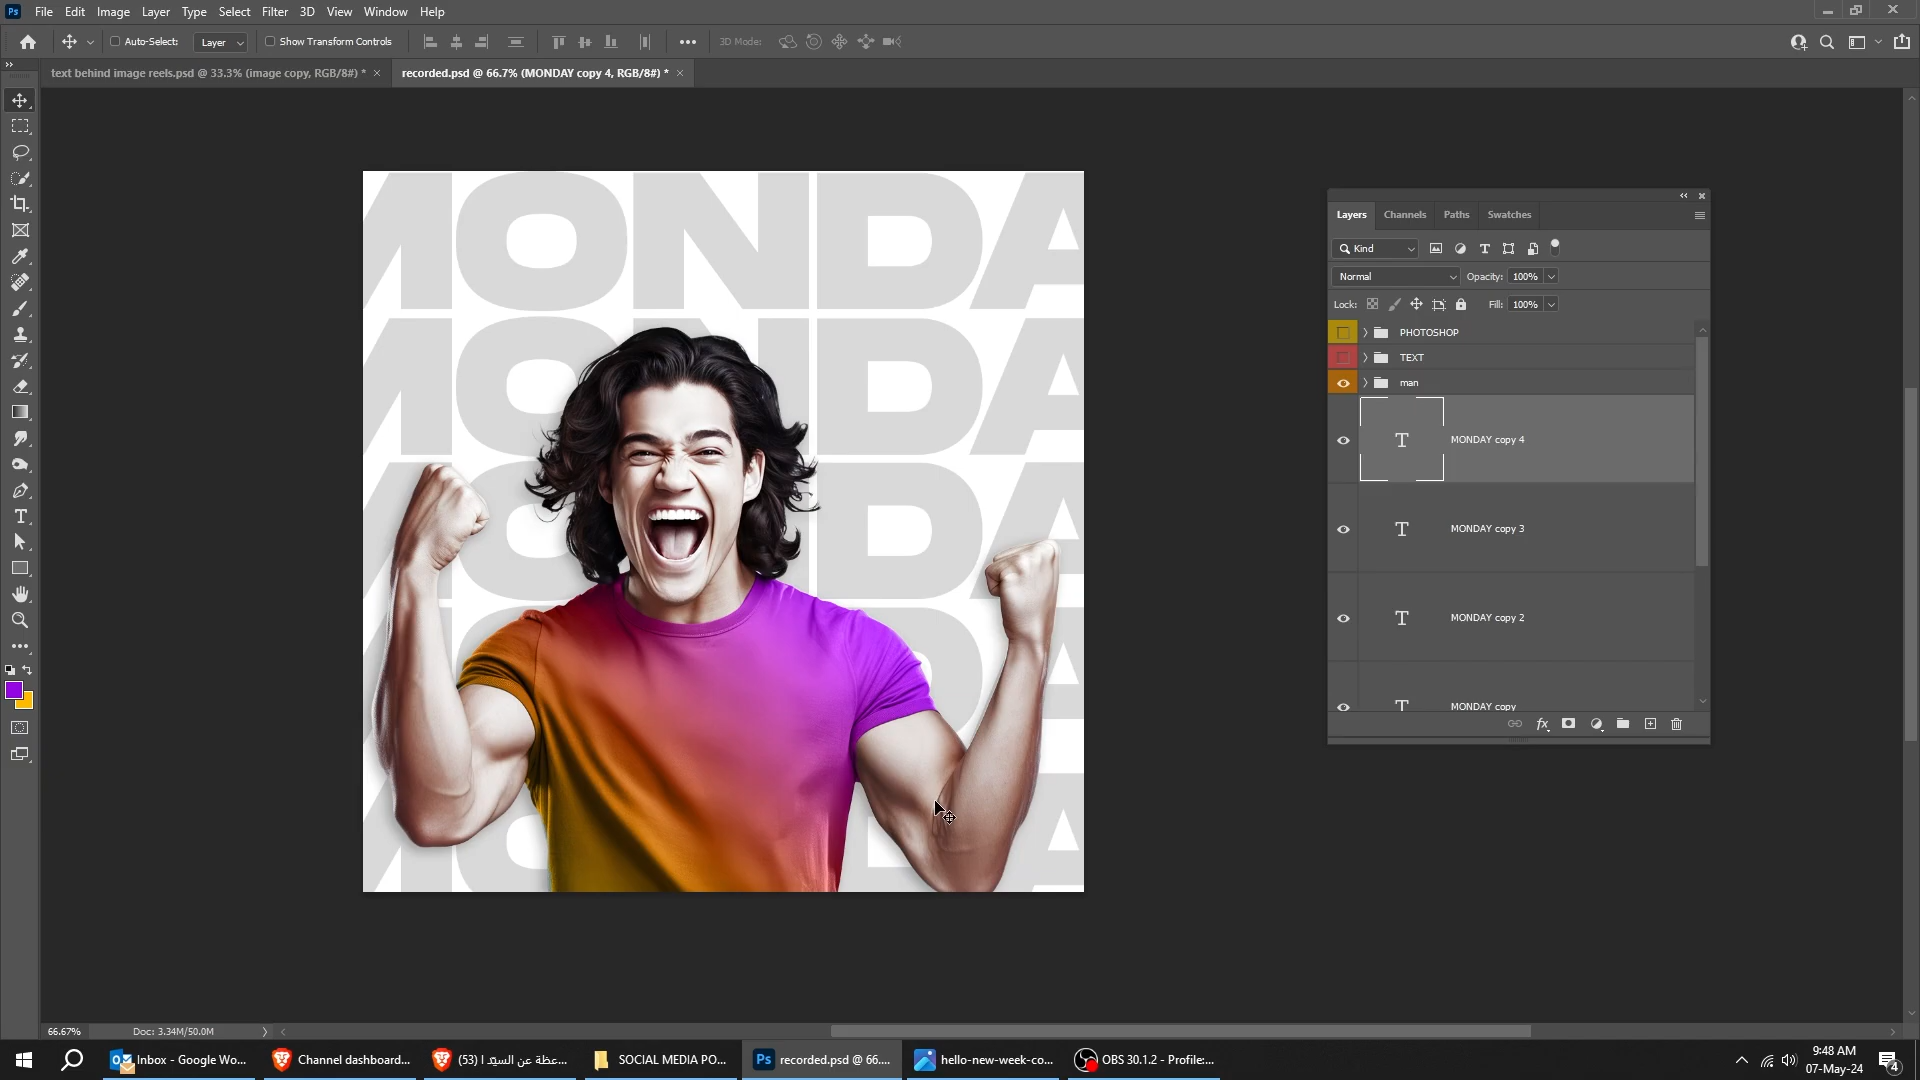 Ps File Edit Image Layer Type Select Filter 3D View Window Help
Auto-Select: Layer Show Transform Controls 3D Mode:
text behind image reels.psd @ 33.3% (image copy, RGB/8#) * ×
recorded.psd @ 66.7% (MONDAY copy 4, RGB/8#) * ×
MONDA
MONDA
Layers Channels Paths Swatches
Kind
Normal Opacity: 100%
Lock: Fill: 100%
PHOTOSHOP
TEXT
man
T MONDAY copy 4
T MONDAY copy 3
T MONDAY copy 2
T MONDAY copy
fx
66.67% Doc: 3.34M/50.0M
Inbox - Google Wo...
Channel dashboard...
(53) عظة عن السيّد ا...
SOCIAL MEDIA PO...
Ps recorded.psd @ 66....
hello-new-week-co...
OBS 30.1.2 - Profile:...
9:48 AM
07-May-24
4